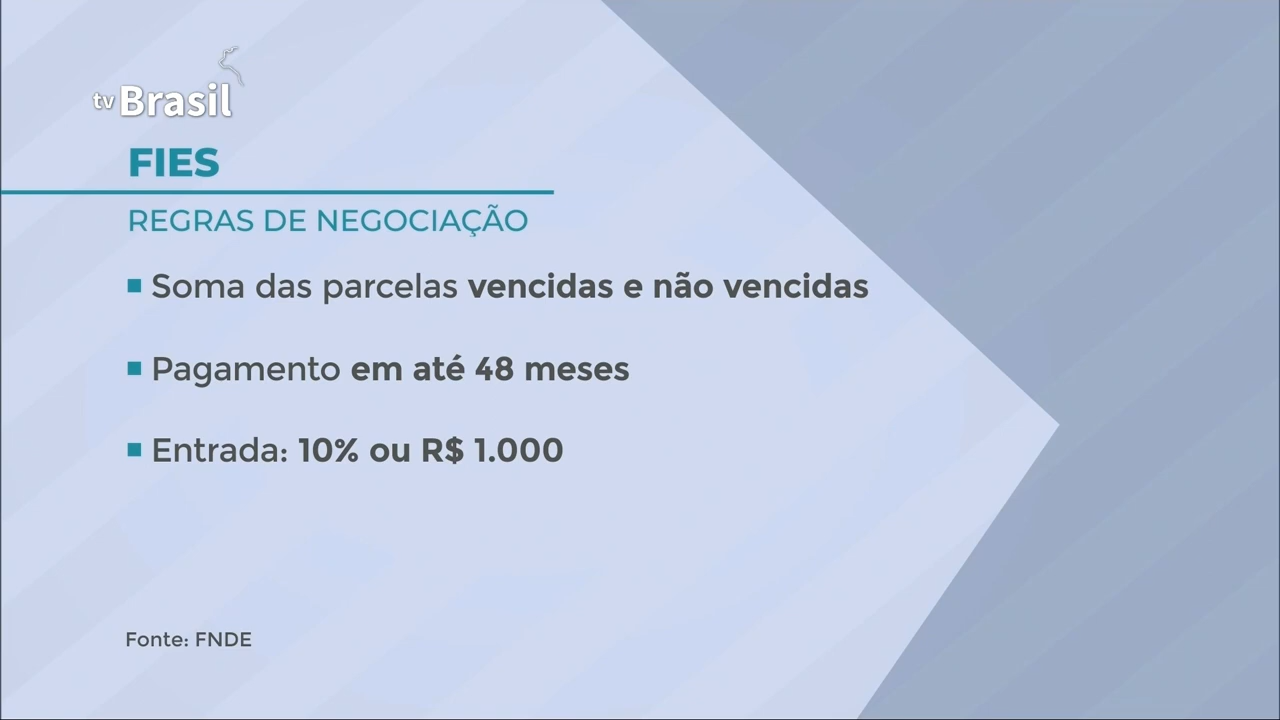 tv Brasil
FIES
REGRAS DE NEGOCIAÇÃO
Soma das parcelas vencidas e não vencidas
Pagamento em até 48 meses
Entrada: 10% ou R$ 1.000
Fonte: FNDE